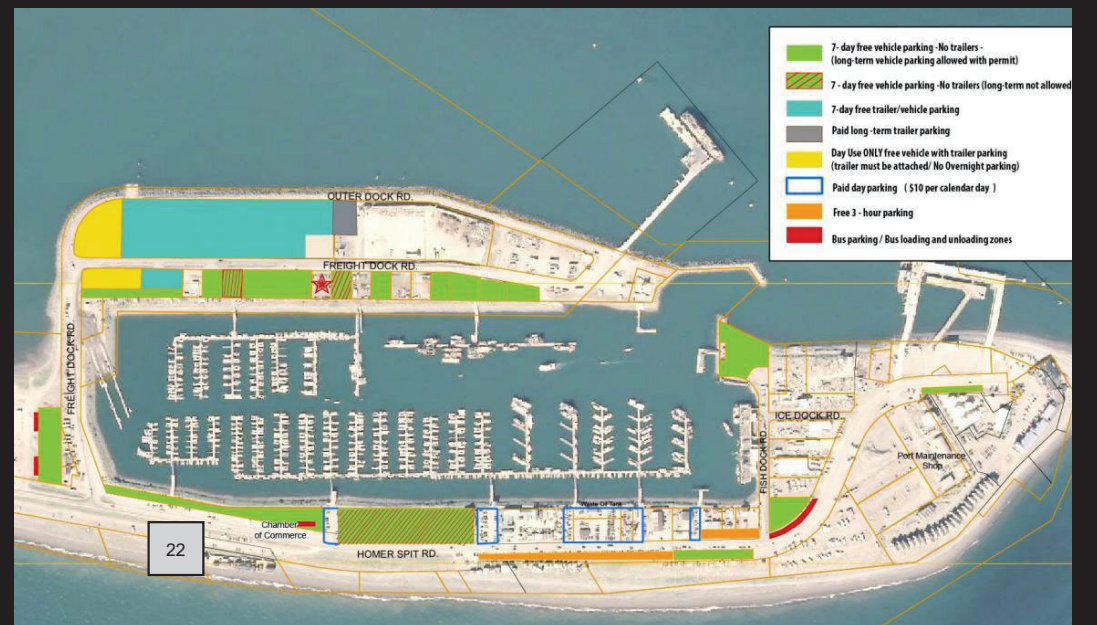 7- day free vehicle parking -No trailers -
(long-term vehicle parking allowed with permit)
7 - day free vehicle parking -No trailers (long-term not allowed
7-day free trailer/vehicle parking
Paid long -term trailer parking
Day Use ONLY free vehicle with trailer parking
(trailer must be attached/ No Overnight parking)
Paid day parking ( $10 per calendar day )
Free 3 - hour parking
Bus parking / Bus loading and unloading zones
OUTER DOCK RD.
FREIGHT DOCK RD.
FREIGHT DOCK RD.
ICE DOCK RD.
FISH DOCK RD.
Port Maintenance
Shop
Waste Oil Tank
Chamber
of Commerce
HOMER SPIT RD.
22